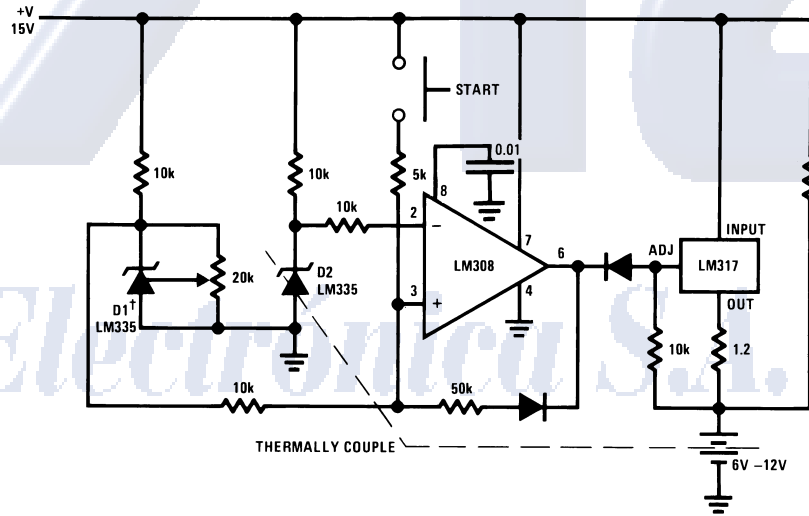 +V
15V
START
10k
10k
5k
0.01
8
10k
2
−
7
6
ADJ
INPUT
LM317
OUT
LM308
3
+
4
20k
D1†
LM335
D2
LM335
10k
1.2
10k
50k
THERMALLY COUPLE
6V –12V
Electrónica S.A.